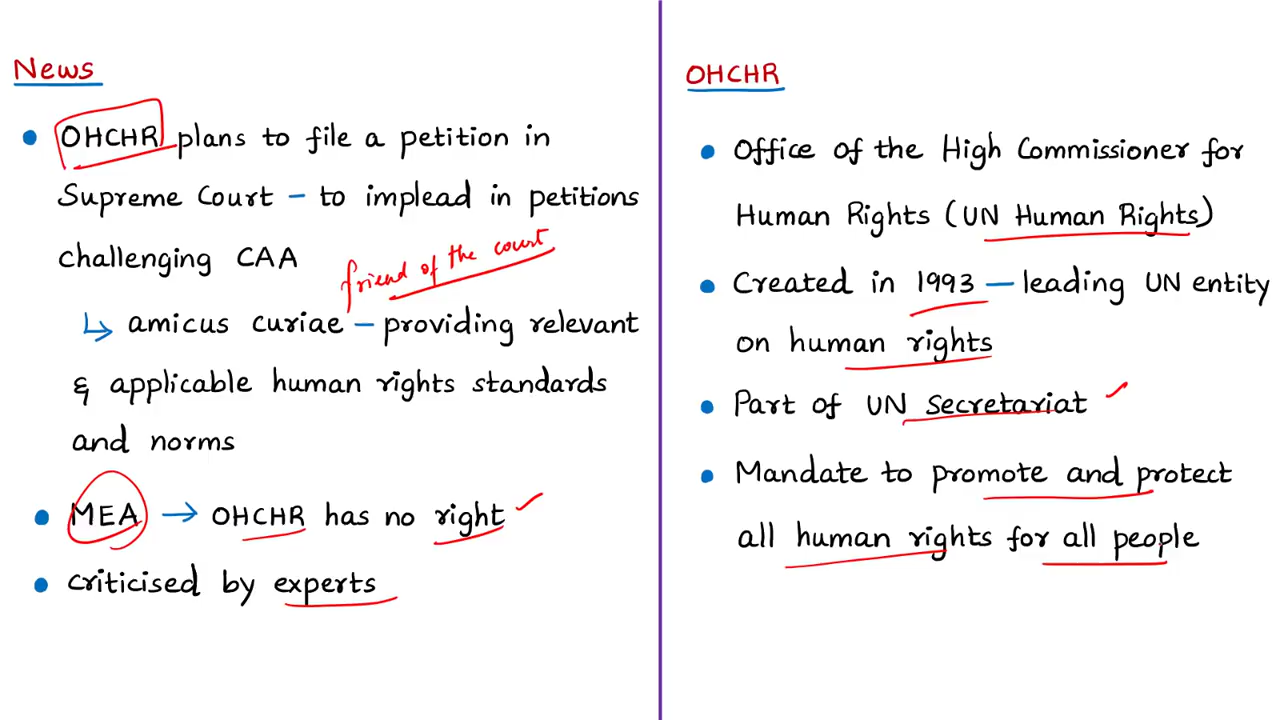 News
OHCHR plans to file a petition in
Supreme Court – to implead in petitions
challenging CAA
friend of the court
↳ amicus curiae – providing relevant
& applicable human rights standards
and norms
MEA → OHCHR has no right ✓
criticised by experts
OHCHR
Office of the High Commissioner for
Human Rights (UN Human Rights)
Created in 1993 – leading UN entity
on human rights
Part of UN Secretariat ✓
Mandate to promote and protect
all human rights for all people